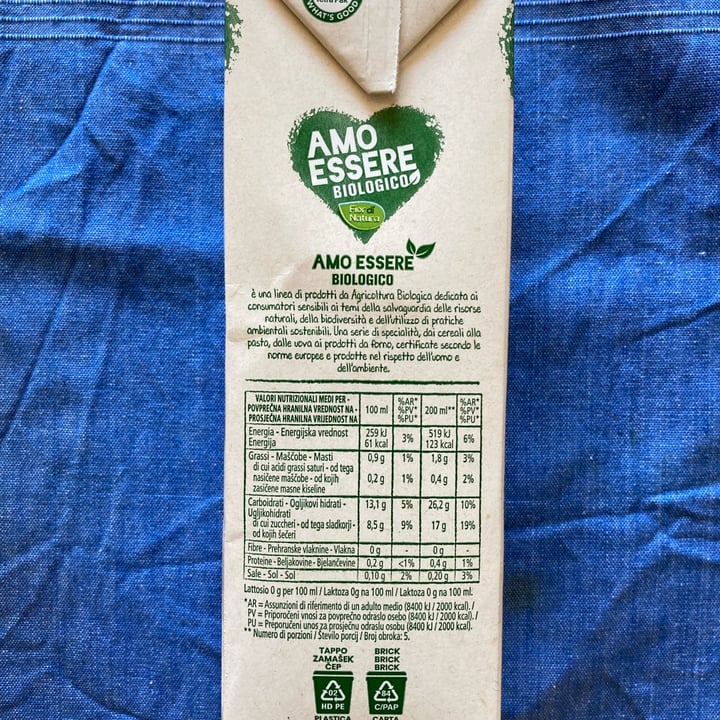 WHAT'S GOOD
AMO
ESSERE
BIOLOGICO
Fior di
Natura
AMO ESSERE
BIOLOGICO
è una linea di prodotti da Agricoltura Biologica dedicata ai
consumatori sensibili ai temi della salvaguardia delle risorse
naturali, della biodiversità e dell'utilizzo di pratiche
ambientali sostenibili. Una serie di specialità, dai cereali alla
pasta, dalle uova ai prodotti da forno, certificate secondo le
norme europee e prodotte nel rispetto dell'uomo e
dell'ambiente.
VALORI NUTRIZIONALI MEDI PER - POVPREČNA HRANILNA VREDNOST NA - PROSJEČNA HRANILNA VRIJEDNOST NA 100 ml %AR* %PV* %PU* 200 ml** %AR* %PV* %PU*
Energia - Energijska vrednost
Energija 259 kJ 61 kcal 3% 519 kJ 123 kcal 6%
Grassi - Maščobe - Masti 0,9 g 1% 1,8 g 3%
di cui acidi grassi saturi - od tega
nasičene maščobe - od kojih 0,2 g 1% 0,4 g 2%
zasičene masne kiseline
Carboidrati - Ogljikovi hidrati - 13,1 g 5% 26,2 g 10%
Ugljikohidrati
di cui zuccheri - od tega sladkorji - 8,5 g 9% 17 g 19%
od kojih šećeri
Fibre - Prehranske vlaknine - Vlakna 0 g - 0 g -
Proteine - Beljakovine - Bjelančevine 0,2 g <1% 0,4 g 1%
Sale - Sol - Sol 0,10 g 2% 0,20 g 3%
Lattosio 0 g per 100 ml / Laktoza 0g na 100 ml / Laktoza 0 g na 100 ml.
*AR = Assunzioni di riferimento di un adulto medio (8400 kJ / 2000 kcal). /
PV = Priporočeni vnosi za povprečno odraslo osebo (8400 kJ / 2000 kcal). /
PU = Preporučeni unos za prosječnu odraslu osobu (8400 kJ / 2000 kcal).
** Numero di porzioni / Število porcij / Broj obroka: 5.
TAPPO
ZAMAŠEK
ČEP
02
HD PE
PLASTICA
BRICK
BRICK
BRICK
84
C/PAP
CARTA